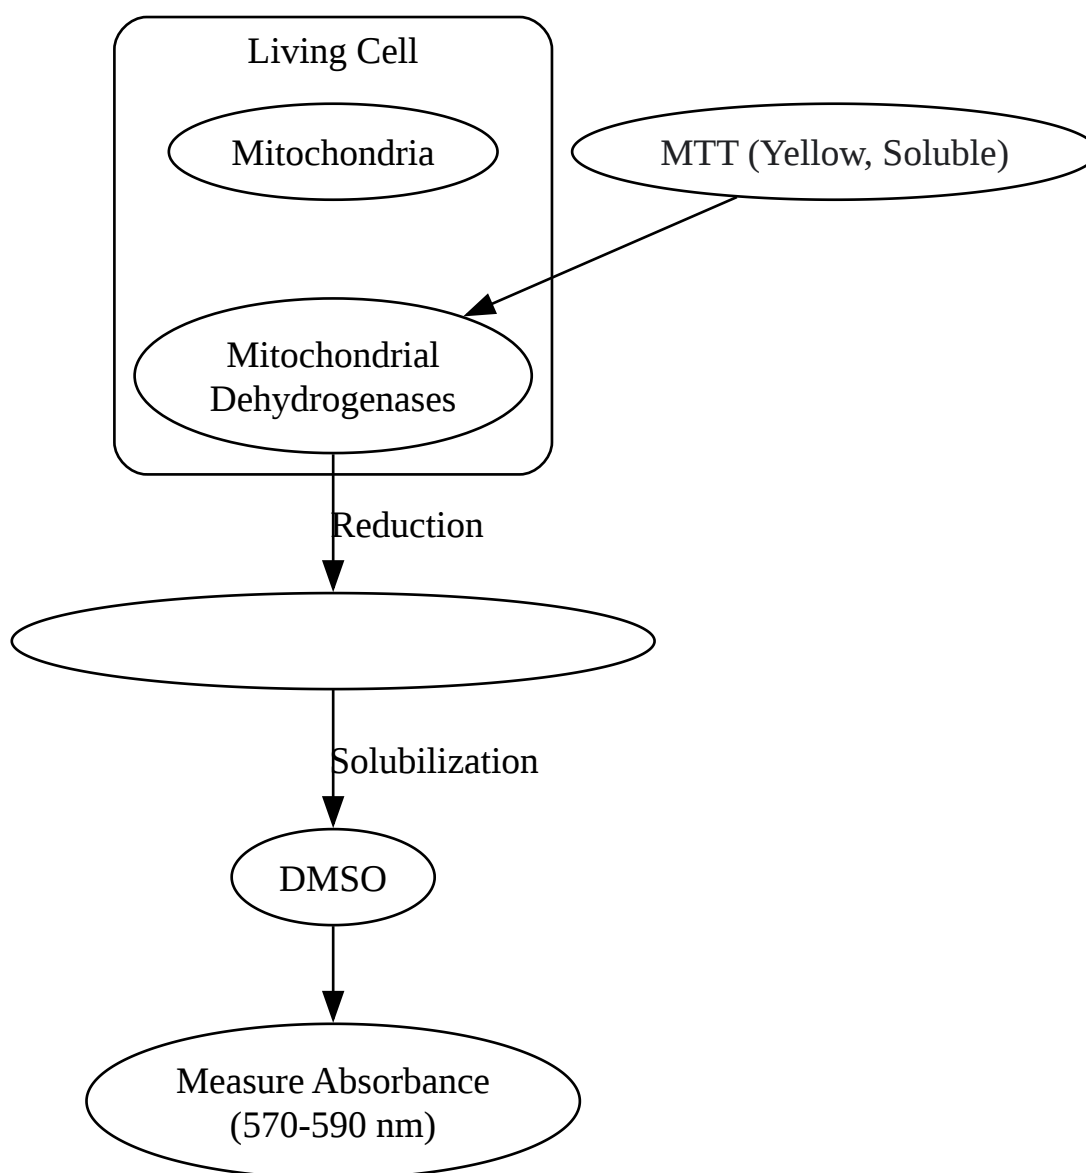 Living Cell
Mitochondria
MTT (Yellow, Soluble)
Mitochondrial
Dehydrogenases
Reduction
Solubilization
DMSO
Measure Absorbance
(570-590 nm)